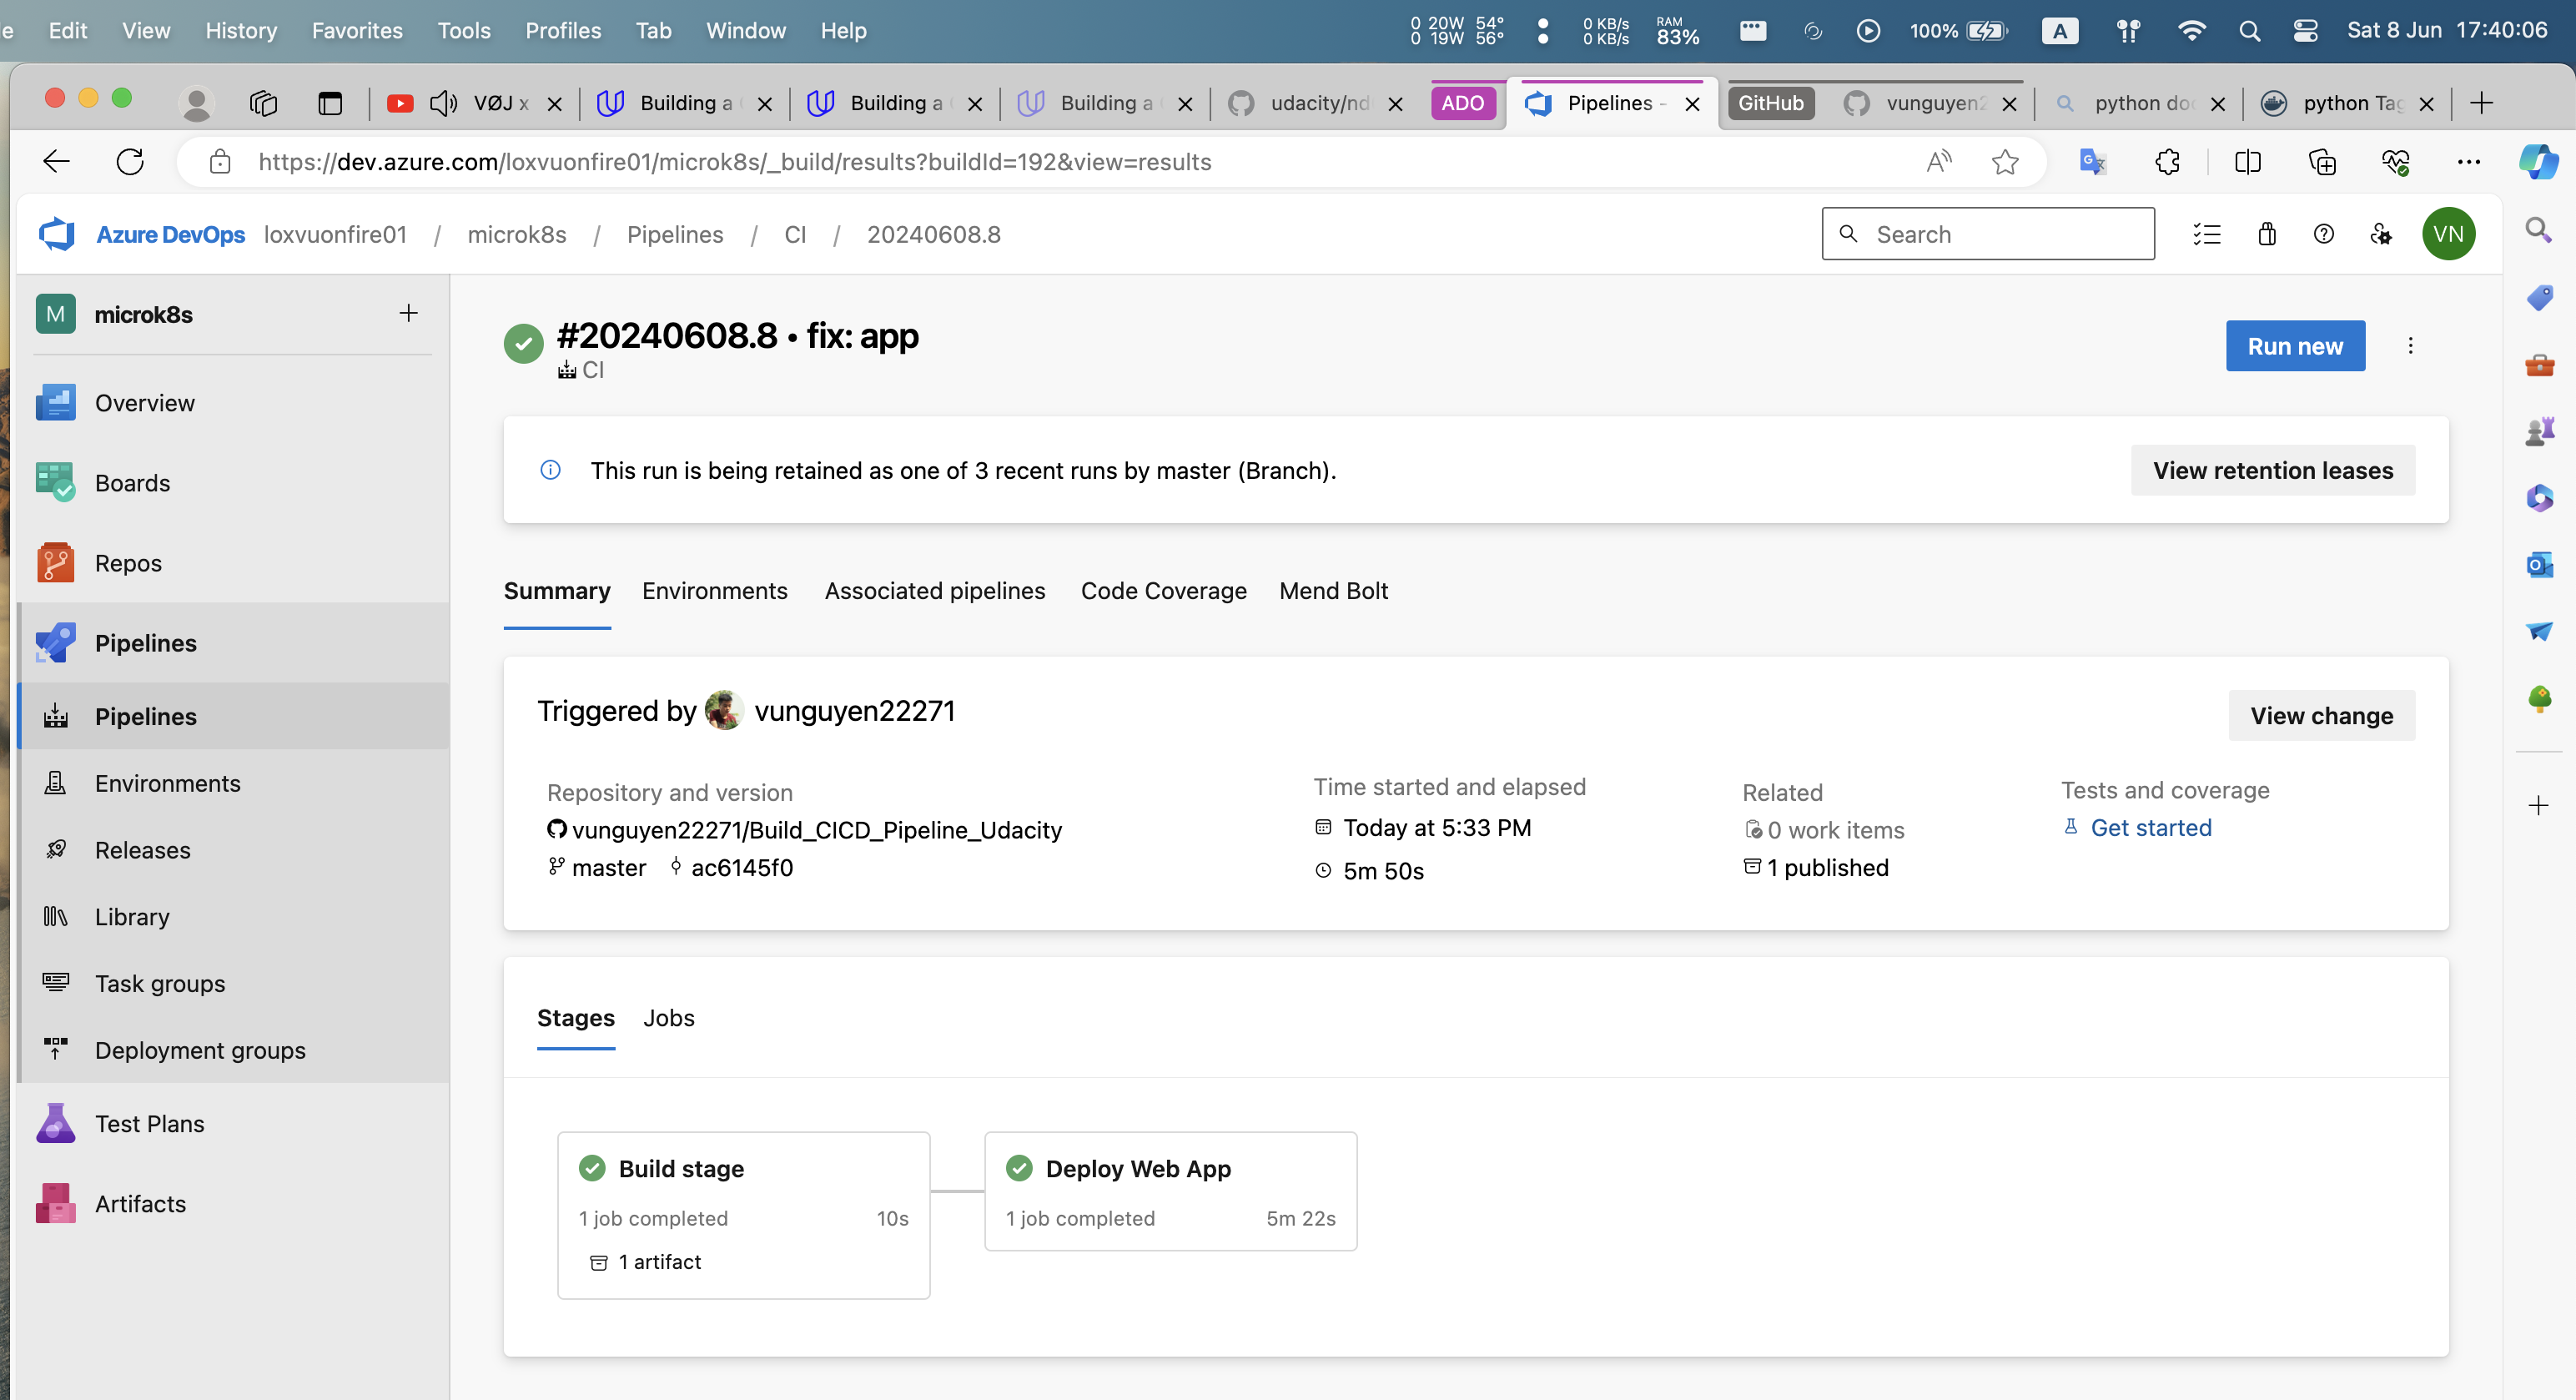 Edit View History Favorites Tools Profiles Tab Window Help 0 20W 54° 0 KB/s RAM 100% A Sat 8 Jun 17:40:06
0 19W 56° 0 KB/s 83%
VØJ x Building a Building a Building a udacity/nd ADO Pipelines - GitHub vunguyen2 python do python Tag
https://dev.azure.com/loxvuonfire01/microk8s/_build/results?buildId=192&view=results
Azure DevOps loxvuonfire01 / microk8s / Pipelines / CI / 20240608.8 Search VN
M microk8s
Overview
Boards
Repos
Pipelines
Pipelines
Environments
Releases
Library
Task groups
Deployment groups
Test Plans
Artifacts
#20240608.8 • fix: app
CI
Run new
This run is being retained as one of 3 recent runs by master (Branch).
View retention leases
Summary Environments Associated pipelines Code Coverage Mend Bolt
Triggered by vunguyen22271
View change
Repository and version
vunguyen22271/Build_CICD_Pipeline_Udacity
master ac6145f0
Time started and elapsed
Today at 5:33 PM
5m 50s
Related
0 work items
1 published
Tests and coverage
Get started
Stages Jobs
Build stage
1 job completed 10s
1 artifact
Deploy Web App
1 job completed 5m 22s